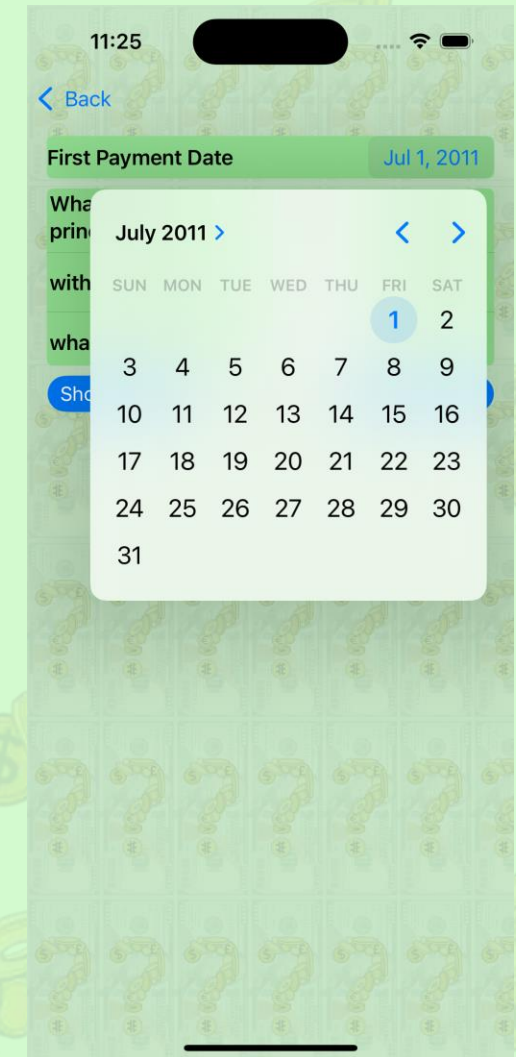 11:25
Back
First Payment Date Jul 1, 2011
Wha
prin
with
wha
Sho
July 2011
SUN MON TUE WED THU FRI SAT
1 2
3 4 5 6 7 8 9
10 11 12 13 14 15 16
17 18 19 20 21 22 23
24 25 26 27 28 29 30
31